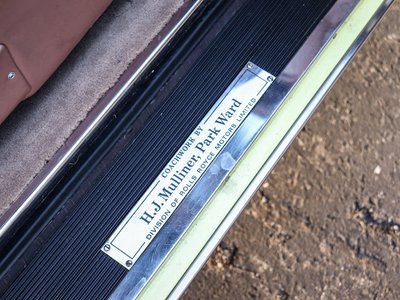 COACHWORK BY
H.J. Mulliner, Park Ward
DIVISION OF ROLLS ROYCE MOTORS LIMITED